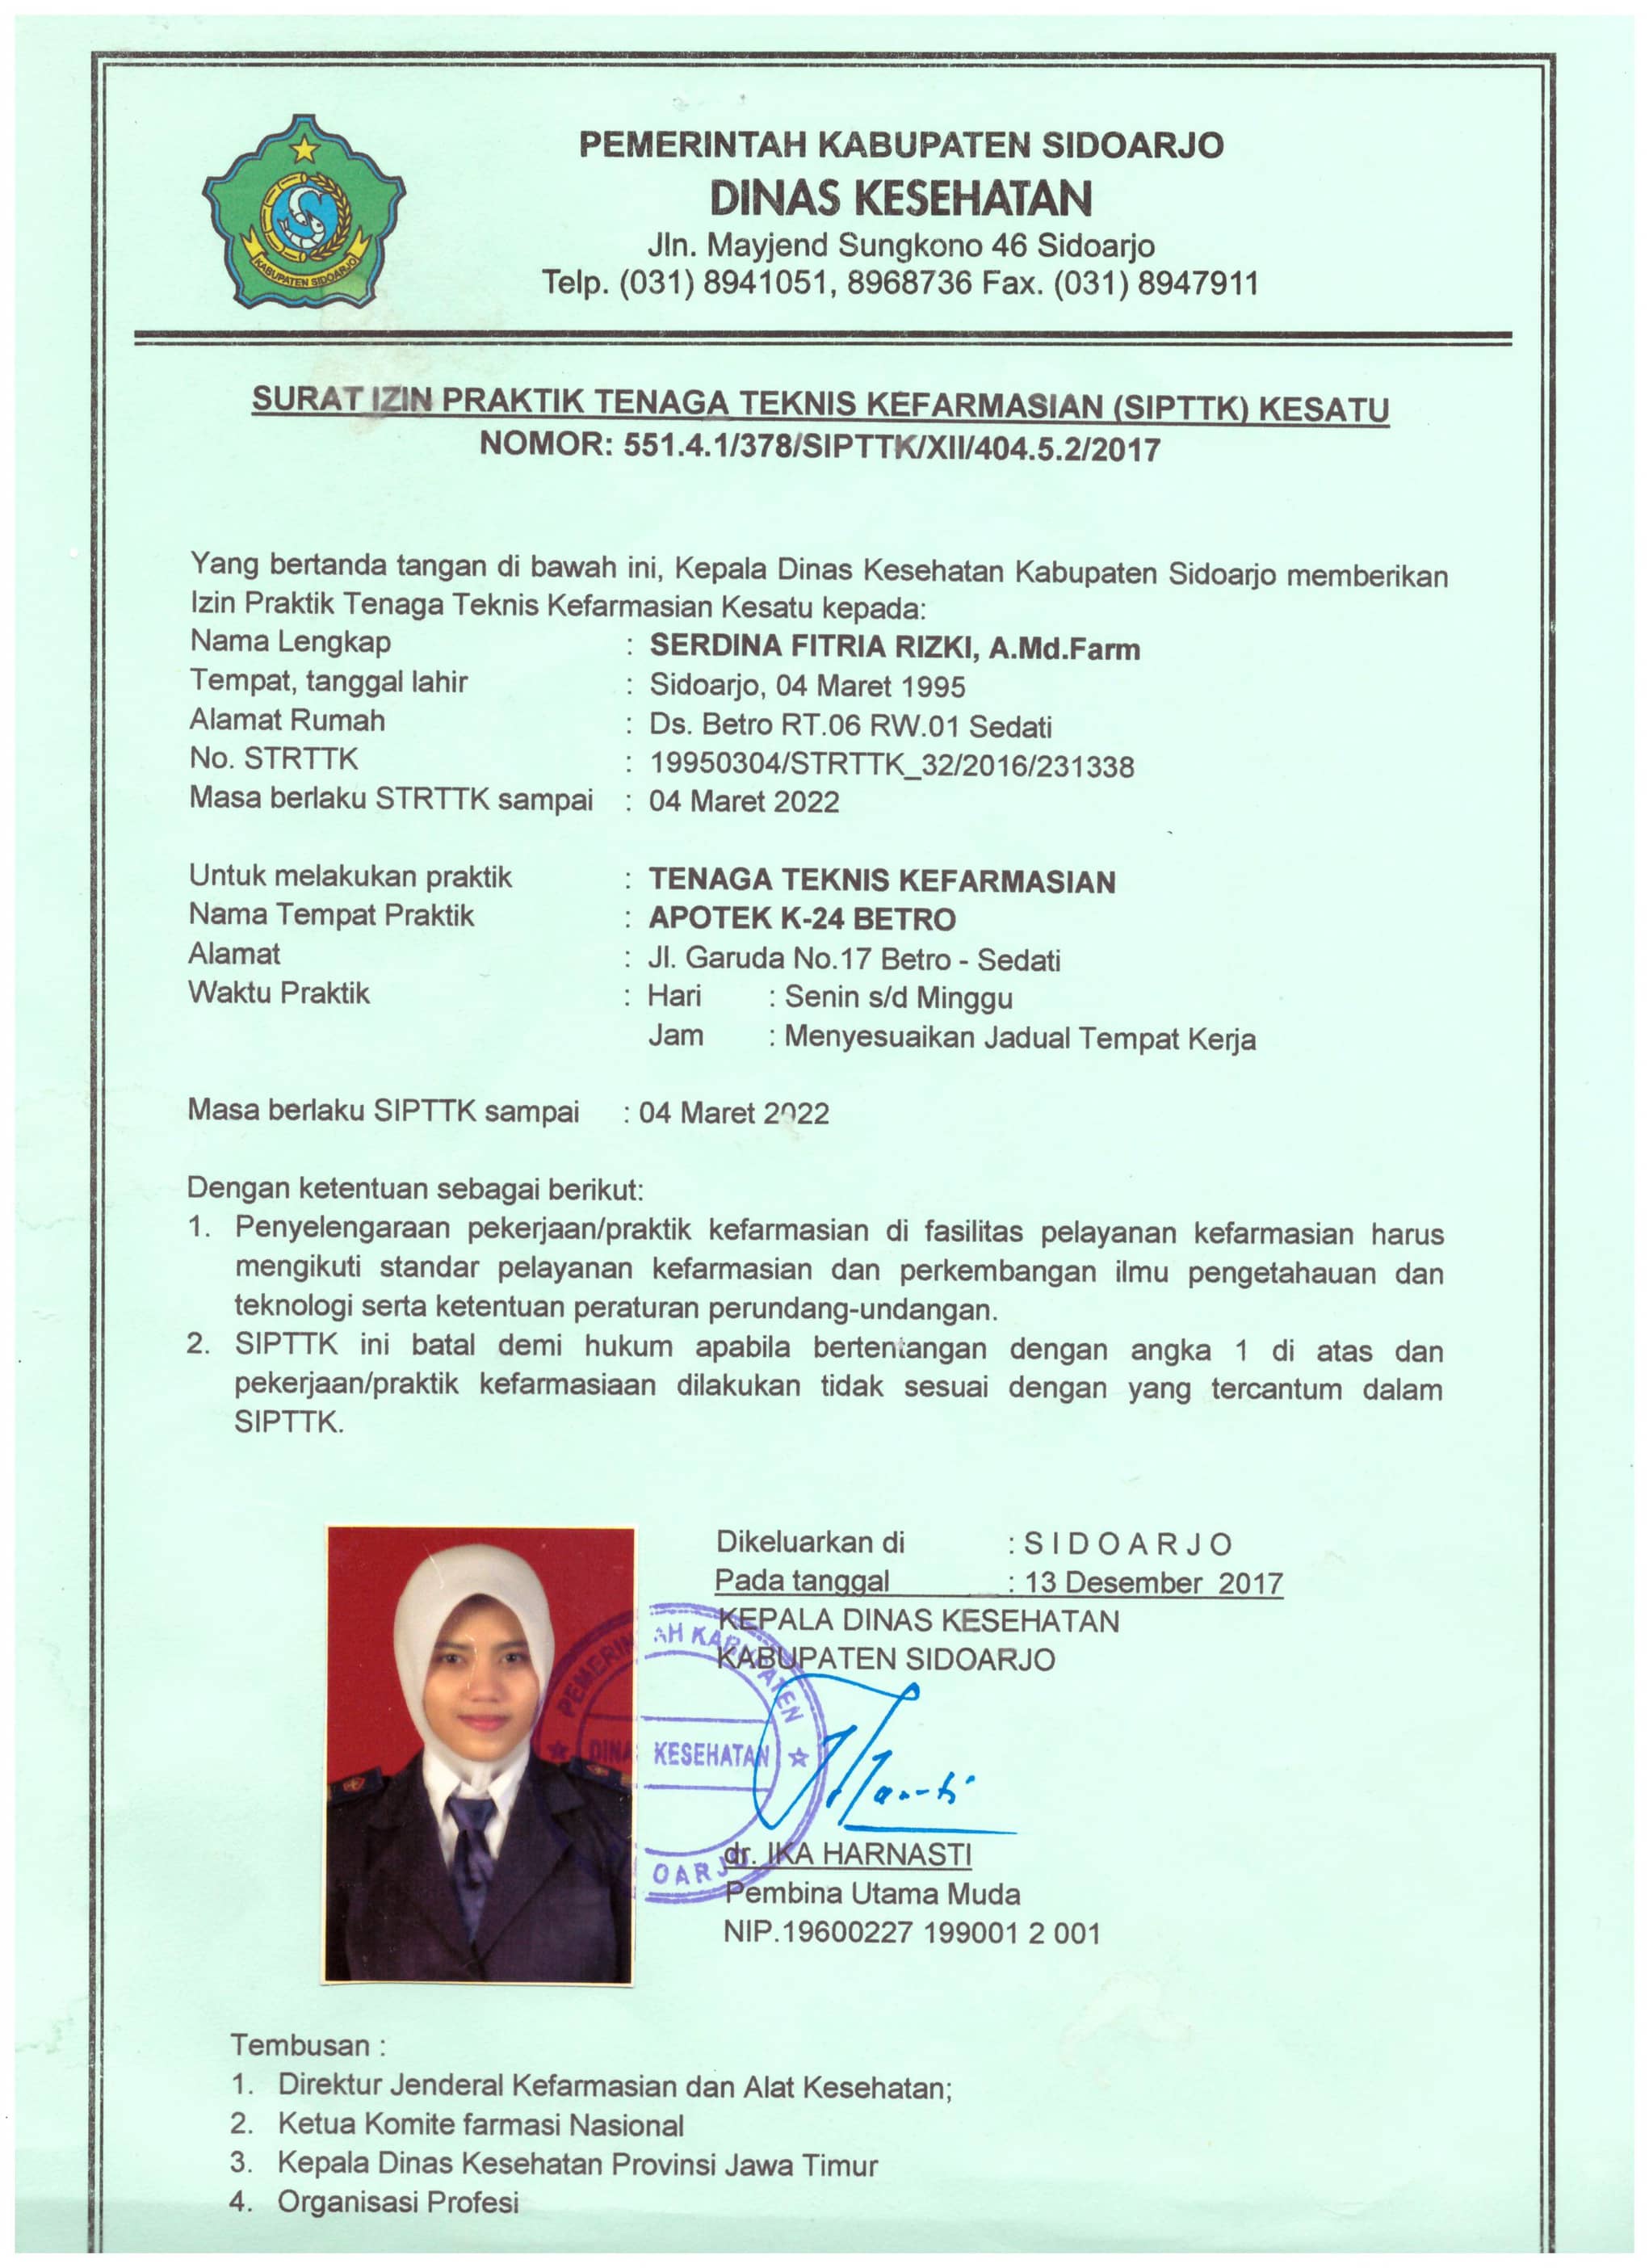 PEMERINTAH KABUPATEN SIDOARJO
DINAS KESEHATAN
Jln. Mayjend Sungkono 46 Sidoarjo
Telp. (031) 8941051, 8968736 Fax. (031) 8947911
KABUPATEN SIDOARJO
SURAT IZIN PRAKTIK TENAGA TEKNIS KEFARMASIAN (SIPTTK) KESATU
NOMOR: 551.4.1/378/SIPTTK/XII/404.5.2/2017
Yang bertanda tangan di bawah ini, Kepala Dinas Kesehatan Kabupaten Sidoarjo memberikan
Izin Praktik Tenaga Teknis Kefarmasian Kesatu kepada:
Nama Lengkap : SERDINA FITRIA RIZKI, A.Md.Farm
Tempat, tanggal lahir : Sidoarjo, 04 Maret 1995
Alamat Rumah : Ds. Betro RT.06 RW.01 Sedati
No. STRTTK : 19950304/STRTTK_32/2016/231338
Masa berlaku STRTTK sampai : 04 Maret 2022
Untuk melakukan praktik : TENAGA TEKNIS KEFARMASIAN
Nama Tempat Praktik : APOTEK K-24 BETRO
Alamat : Jl. Garuda No.17 Betro - Sedati
Waktu Praktik : Hari : Senin s/d Minggu
Jam : Menyesuaikan Jadual Tempat Kerja
Masa berlaku SIPTTK sampai : 04 Maret 2022
Dengan ketentuan sebagai berikut:
1. Penyelengaraan pekerjaan/praktik kefarmasian di fasilitas pelayanan kefarmasian harus
mengikuti standar pelayanan kefarmasian dan perkembangan ilmu pengetahauan dan
teknologi serta ketentuan peraturan perundang-undangan.
2. SIPTTK ini batal demi hukum apabila bertentangan dengan angka 1 di atas dan
pekerjaan/praktik kefarmasiaan dilakukan tidak sesuai dengan yang tercantum dalam
SIPTTK.
Dikeluarkan di : S I D O A R J O
Pada tanggal : 13 Desember 2017
KEPALA DINAS KESEHATAN
KABUPATEN SIDOARJO
PEMERIN AH KABUPATEN
DINA KESEHATAN
OARJO
dr. IKA HARNASTI
Pembina Utama Muda
NIP.19600227 199001 2 001
Tembusan :
1. Direktur Jenderal Kefarmasian dan Alat Kesehatan;
2. Ketua Komite farmasi Nasional
3. Kepala Dinas Kesehatan Provinsi Jawa Timur
4. Organisasi Profesi